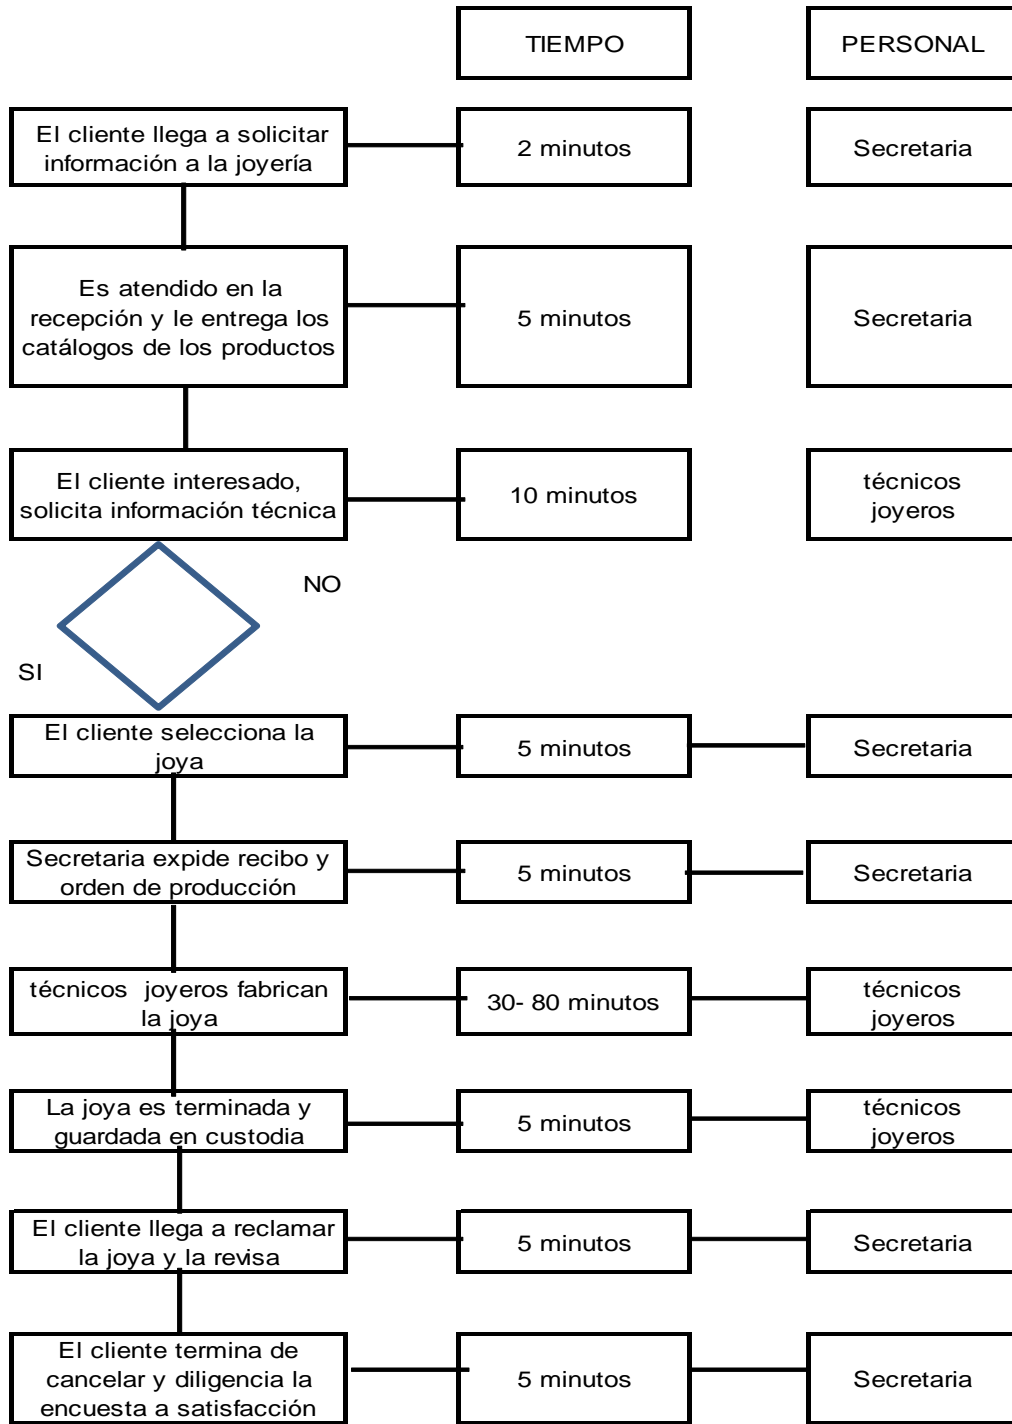 TIEMPO
PERSONAL
El cliente llega a solicitar
información a la joyería
2 minutos
Secretaria
Es atendido en la
recepción y le entrega los
catálogos de los productos
5 minutos
Secretaria
El cliente interesado,
solicita información técnica
10 minutos
técnicos
joyeros
NO
SI
El cliente selecciona la
joya
5 minutos
Secretaria
Secretaria expide recibo y
orden de producción
5 minutos
Secretaria
técnicos joyeros fabrican
la joya
30- 80 minutos
técnicos
joyeros
La joya es terminada y
guardada en custodia
5 minutos
técnicos
joyeros
El cliente llega a reclamar
la joya y la revisa
5 minutos
Secretaria
El cliente termina de
cancelar y diligencia la
encuesta a satisfacción
5 minutos
Secretaria